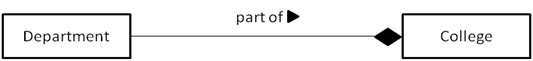 part of ▶
Department
College